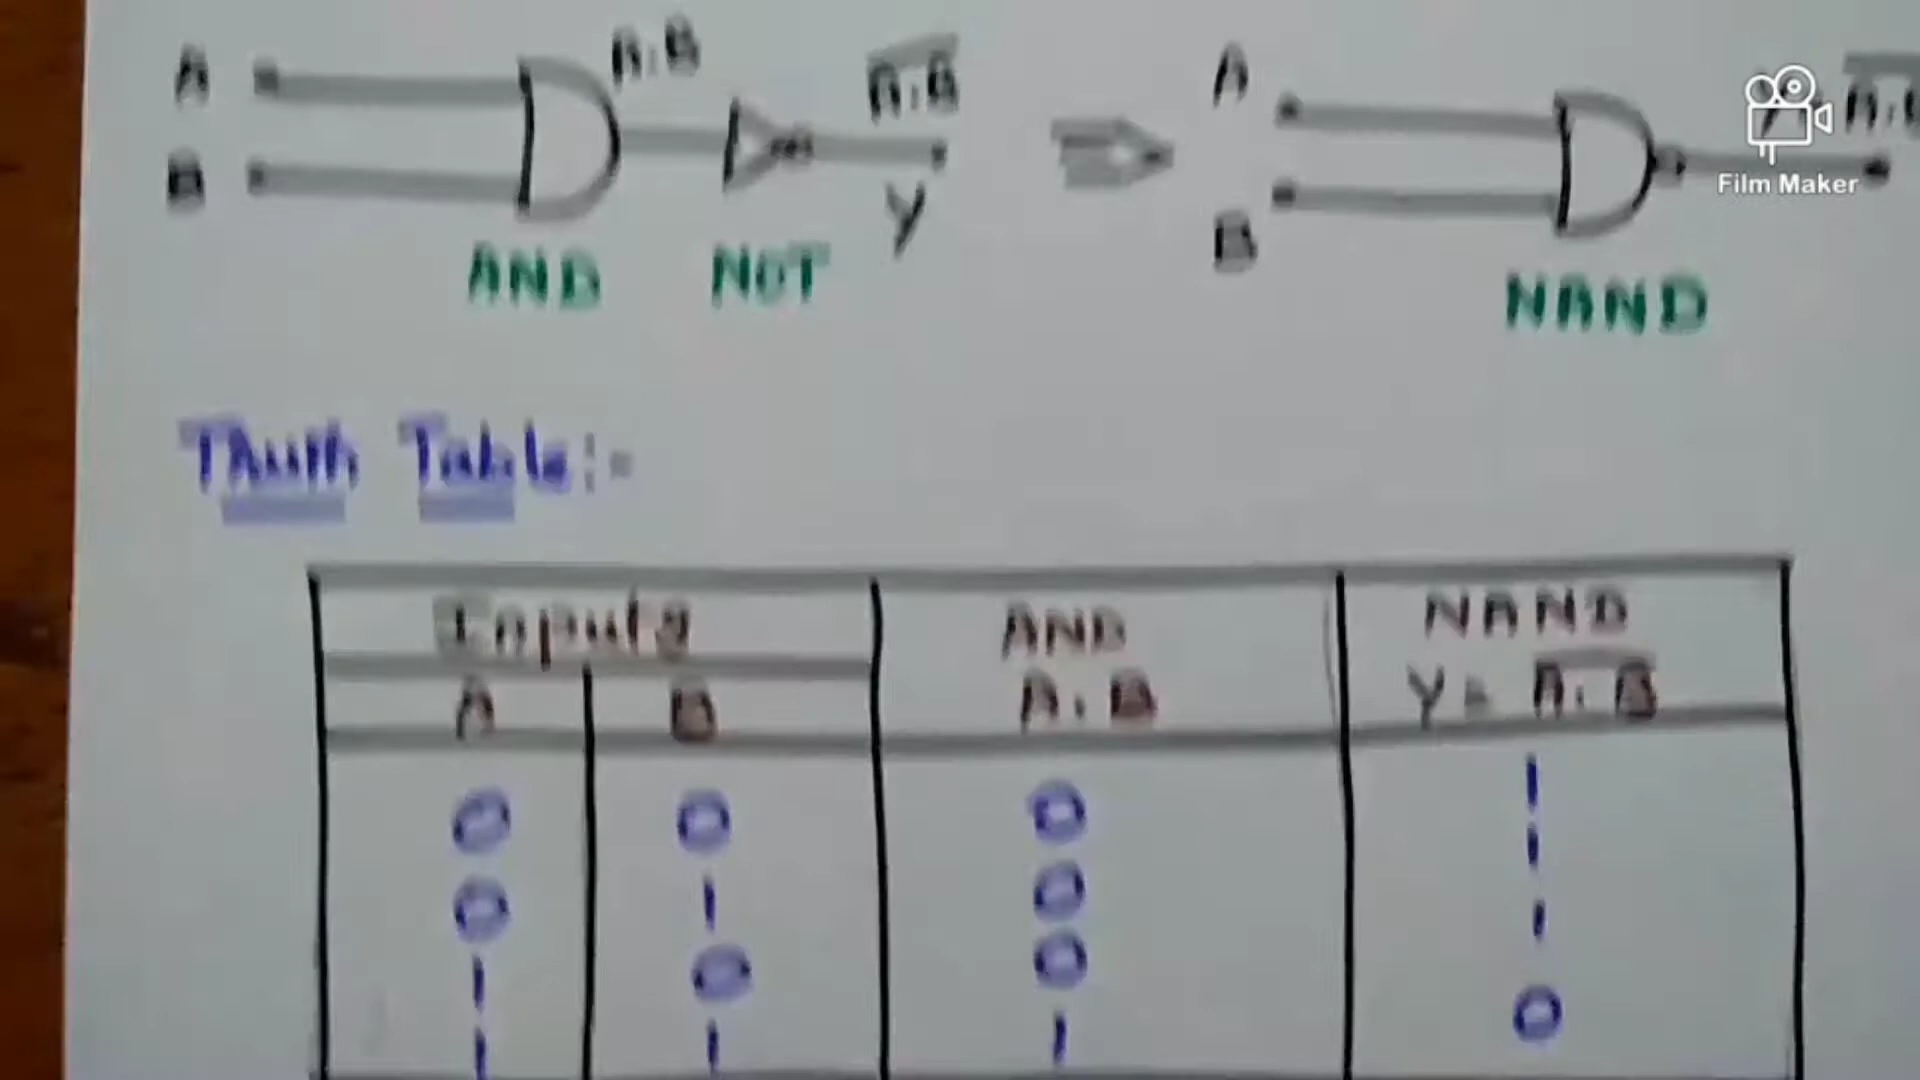 A A.B A̅.̅B̅ A Y= A̅.̅B̅
B Y B
AND NOT NAND
Film Maker
Truth Table:-
Inputs AND NAND
A B A.B Y= A̅.̅B̅
0 0 0 1
0 1 0 1
1 0 0 1
1 1 1 0